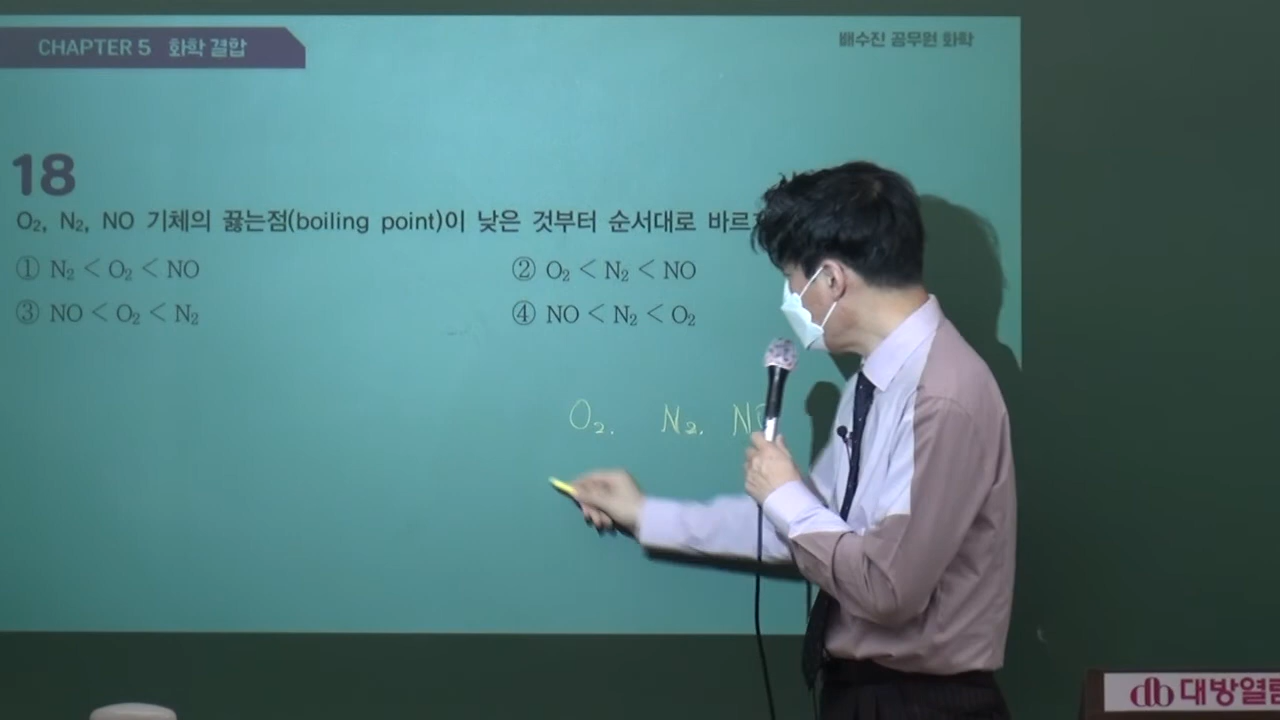 CHAPTER 5 화학 결합
배수진 공무원 화학
18
O₂, N₂, NO 기체의 끓는점(boiling point)이 낮은 것부터 순서대로
① N₂ < O₂ < NO
② O₂ < N₂ < NO
③ NO < O₂ < N₂
④ NO < N₂ < O₂
O₂. N₂. N
db 대방열림